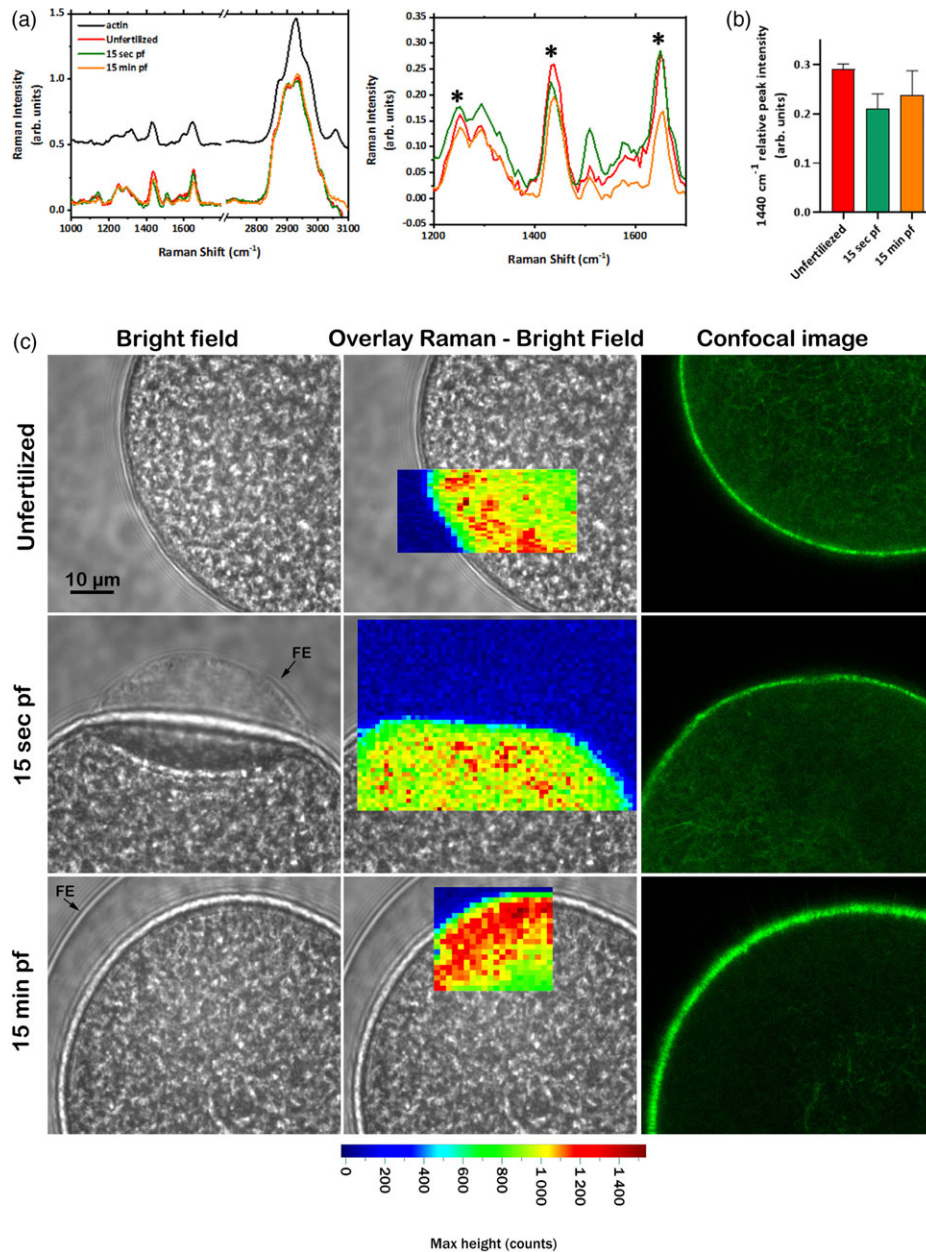 (a)
1.5
1.0
0.5
0.0
Raman Intensity
(arb. units)
actin
Unfertilized
15 sec pf
15 min pf
1000 1200 1400 1600 2900 3000 3100
Raman Shift (cm⁻¹)
0.35
0.30
0.25
0.20
0.15
0.10
0.05
0.00
-0.05
Raman Intensity
(arb. units)
* * *
1200 1400 1600
Raman Shift (cm⁻¹)
(b)
1440 cm⁻¹ relative peak intensity
(arb. units)
0.3
0.2
0.1
0.0
Unfertiliezed
15 sec pf
15 min pf
(c)
Bright field
Overlay Raman - Bright Field
Confocal image
Unfertilized
10 µm
15 sec pf
FE
15 min pf
FE
0 200 400 600 800 1 000 1 200 1 400
Max height (counts)